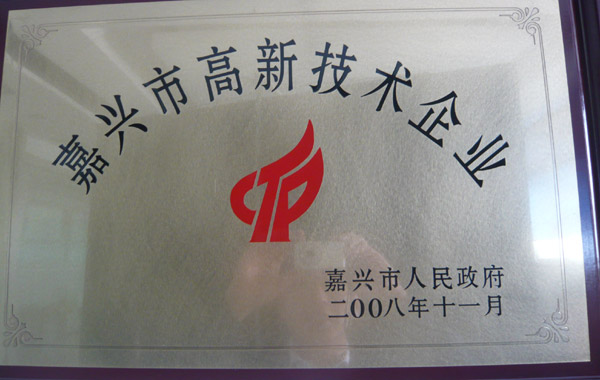 嘉兴市高新技术企业
嘉兴市人民政府
二00八年十一月